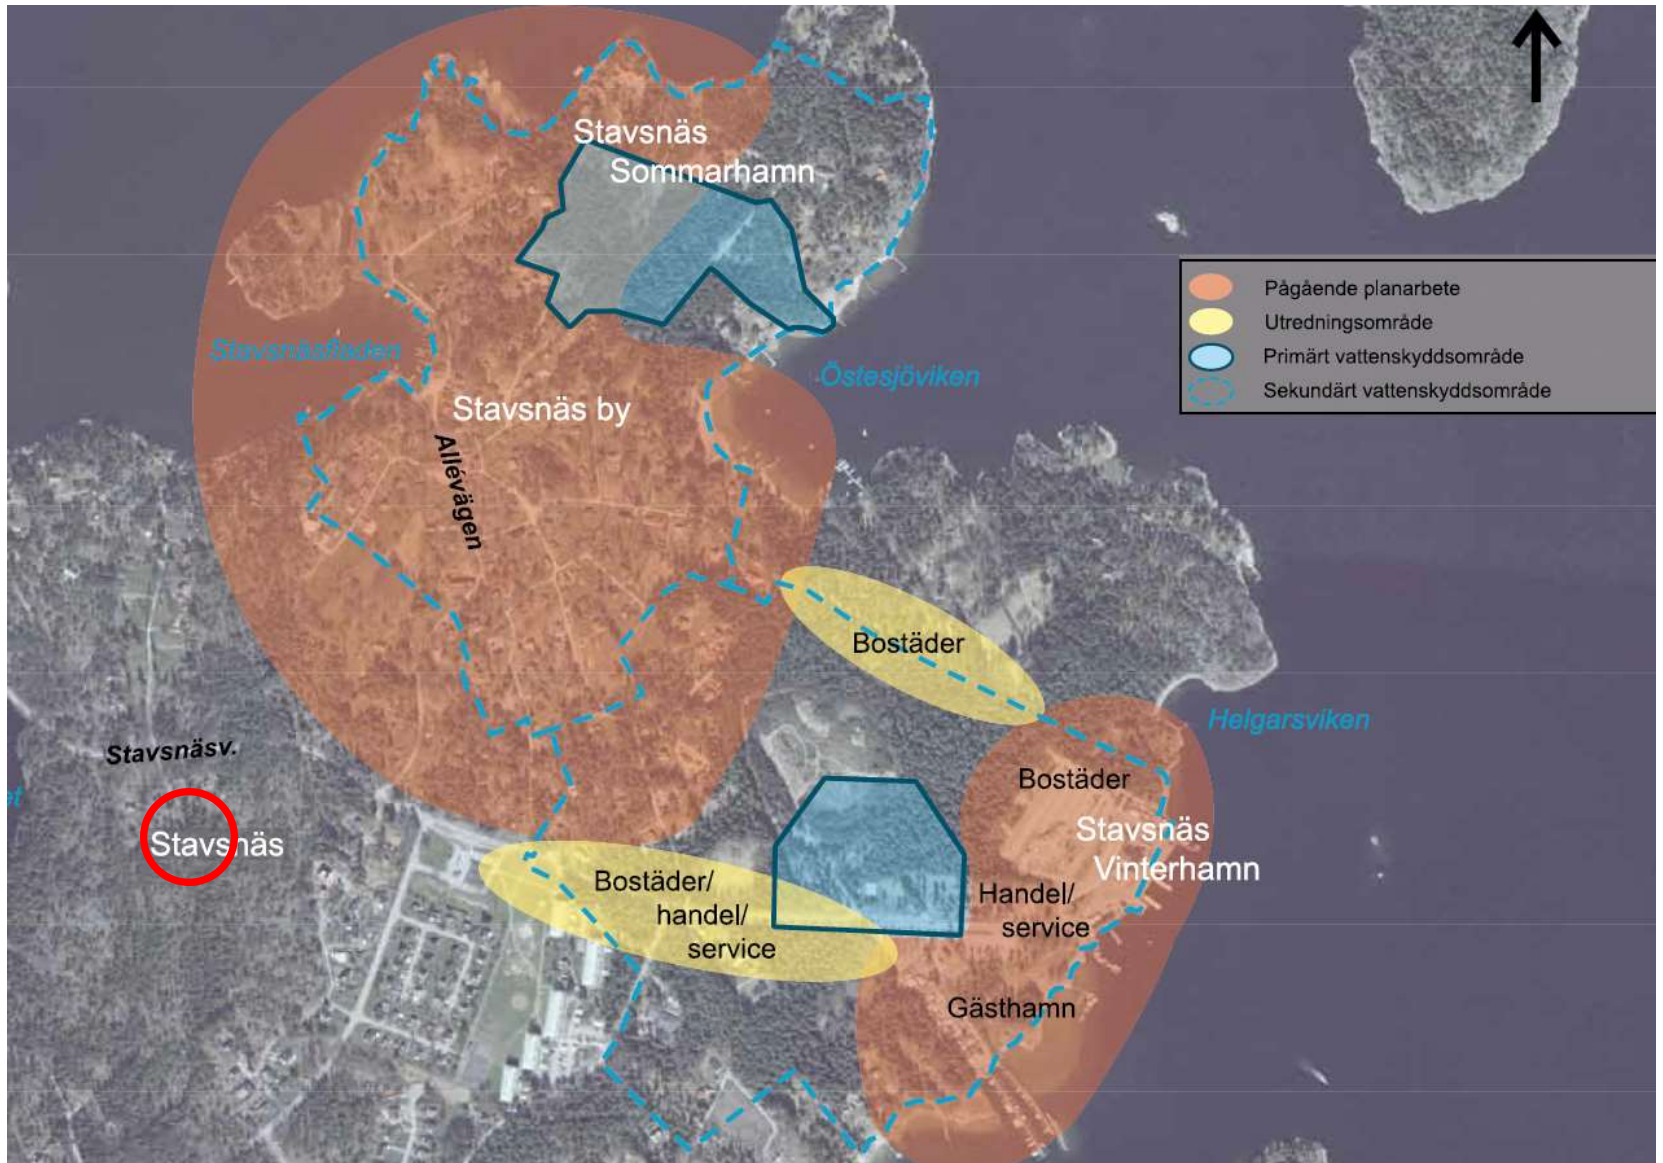 Stavsnäs
Sommarhamn
Pågående planarbete
Utredningsområde
Primärt vattenskyddsområde
Sekundärt vattenskyddsområde
Stavsnäsfladen
Östesjöviken
Stavsnäs by
Allévägen
Bostäder
Helgarsviken
Stavsnäsv.
Bostäder
et
Stavsnäs
Stavsnäs
Vinterhamn
Bostäder/
handel/
service
Handel/
service
Gästhamn